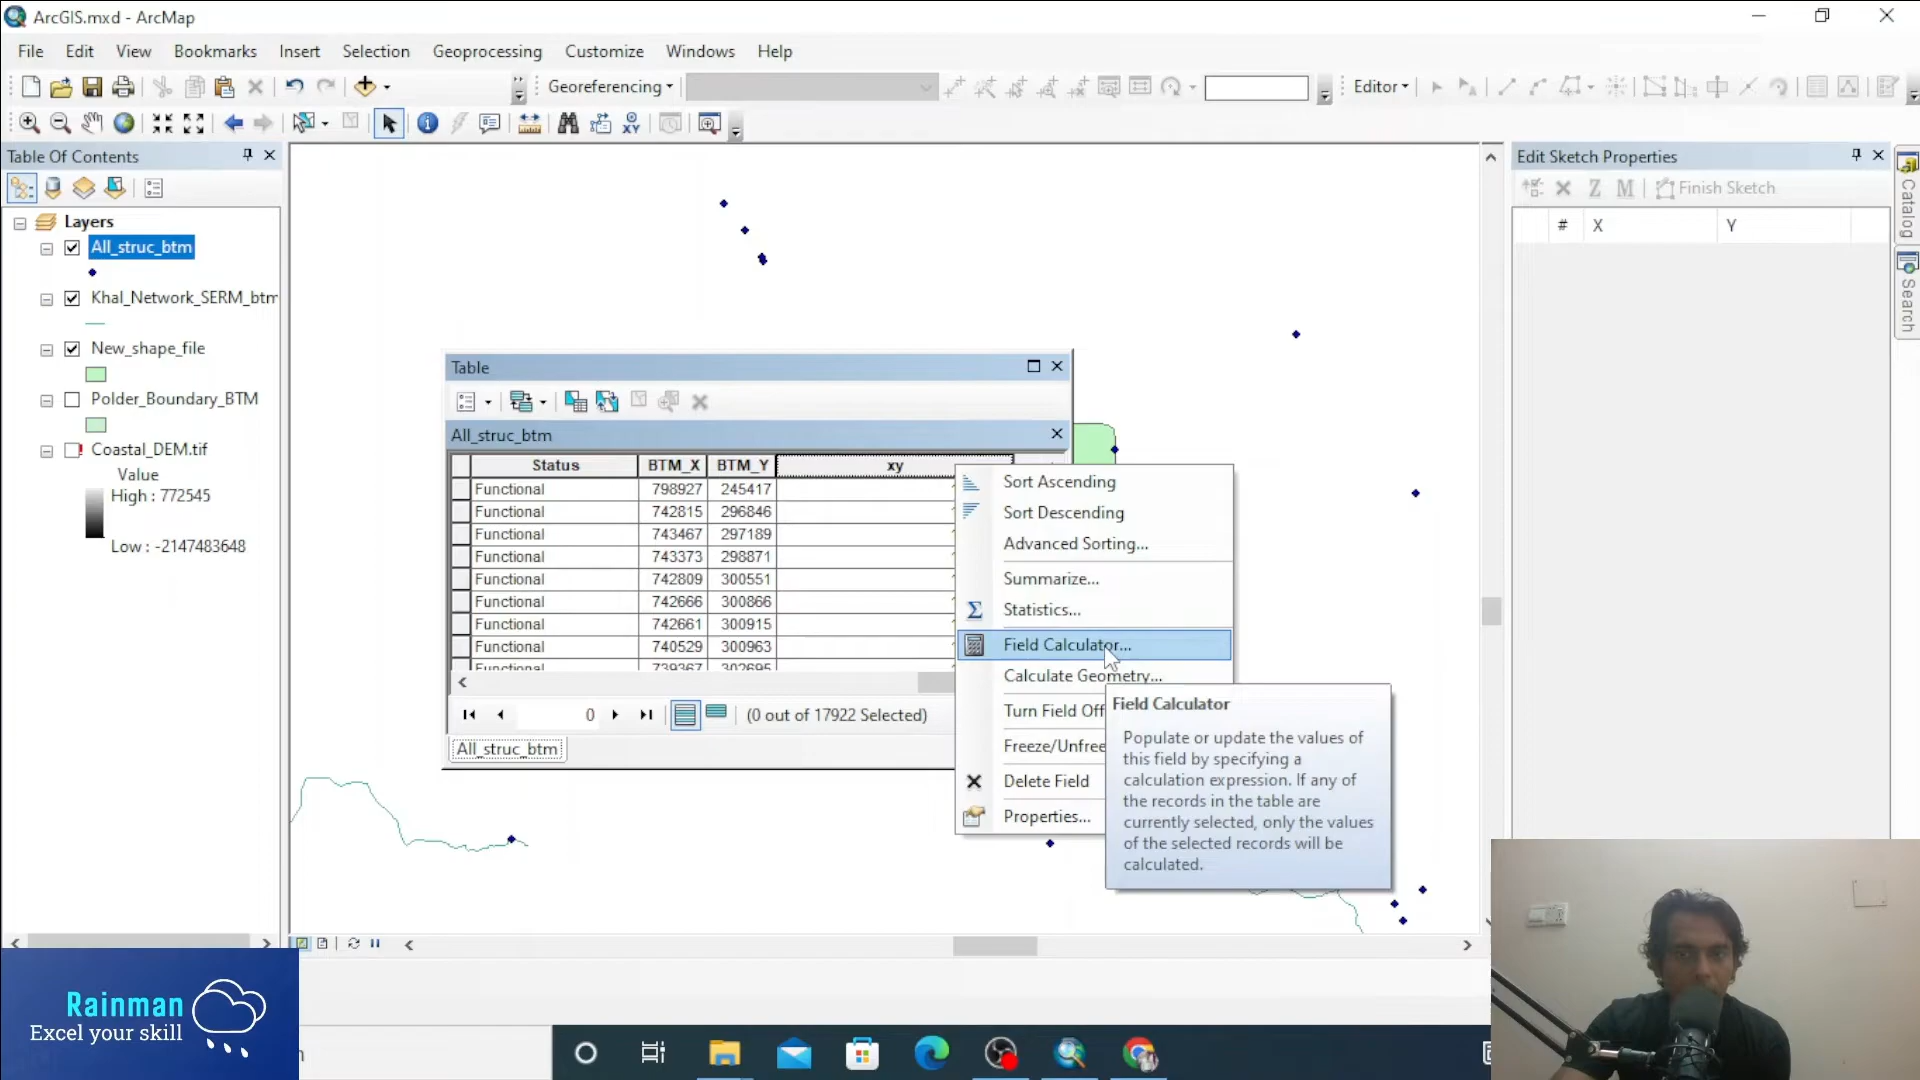 ArcGIS.mxd - ArcMap
File Edit View Bookmarks Insert Selection Geoprocessing Customize Windows Help
Georeferencing
Editor
XY
Table Of Contents
Layers
All_struc_btm
Khal_Network_SERM_btm
New_shape_file
Polder_Boundary_BTM
Coastal_DEM.tif
Value
High : 772545
Low : -2147483648
Table
All_struc_btm
Status BTM_X BTM_Y xy
Functional 798927 245417
Functional 742815 296846
Functional 743467 297189
Functional 743373 298871
Functional 742809 300551
Functional 742666 300866
Functional 742661 300915
Functional 740529 300963
Functional 739367 302695
0 (0 out of 17922 Selected)
All_struc_btm
Sort Ascending
Sort Descending
Advanced Sorting...
Summarize...
Statistics...
Field Calculator...
Calculate Geometry...
Turn Field Off
Freeze/Unfree
Delete Field
Properties...
Field Calculator
Populate or update the values of
this field by specifying a
calculation expression. If any of
the records in the table are
currently selected, only the values
of the selected records will be
calculated.
Edit Sketch Properties
Z M Finish Sketch
# X Y
Catalog
Search
Rainman
Excel your skill